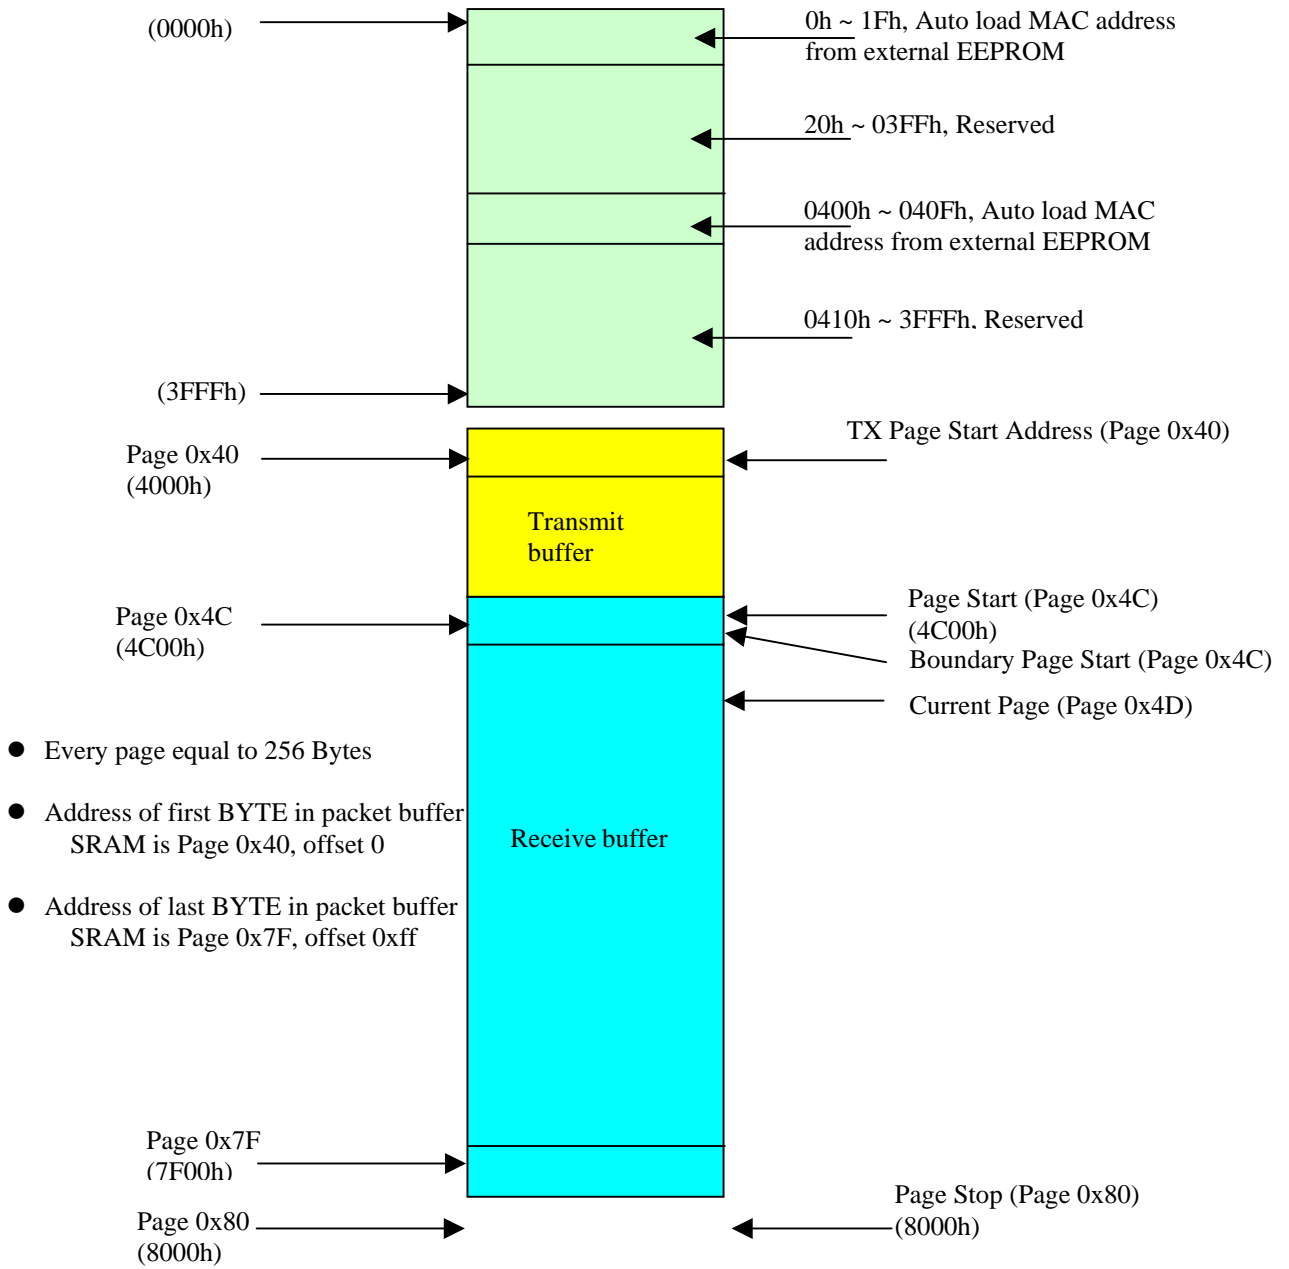 (0000h)
0h ~ 1Fh, Auto load MAC address
from external EEPROM
20h ~ 03FFh, Reserved
0400h ~ 040Fh, Auto load MAC
address from external EEPROM
0410h ~ 3FFFh, Reserved
(3FFFh)
TX Page Start Address (Page 0x40)
Page 0x40
(4000h)
Transmit
buffer
Page Start (Page 0x4C)
(4C00h)
Page 0x4C
(4C00h)
Boundary Page Start (Page 0x4C)
Current Page (Page 0x4D)
● Every page equal to 256 Bytes
● Address of first BYTE in packet buffer
SRAM is Page 0x40, offset 0
Receive buffer
● Address of last BYTE in packet buffer
SRAM is Page 0x7F, offset 0xff
Page 0x7F
(7F00h)
Page Stop (Page 0x80)
(8000h)
Page 0x80
(8000h)